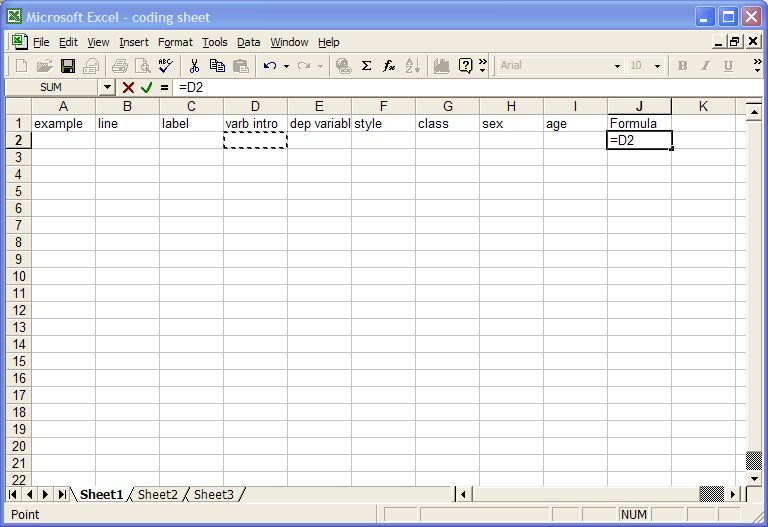 Microsoft Excel - coding sheet
File Edit View Insert Format Tools Data Window Help
Arial 10 B I U
SUM =D2
A B C D E F G H I J K
1 example line label varb intro dep variabl style class sex age Formula
2 =D2
3
4
5
6
7
8
9
10
11
12
13
14
15
16
17
18
19
20
21
22
Sheet1 Sheet2 Sheet3
Point NUM